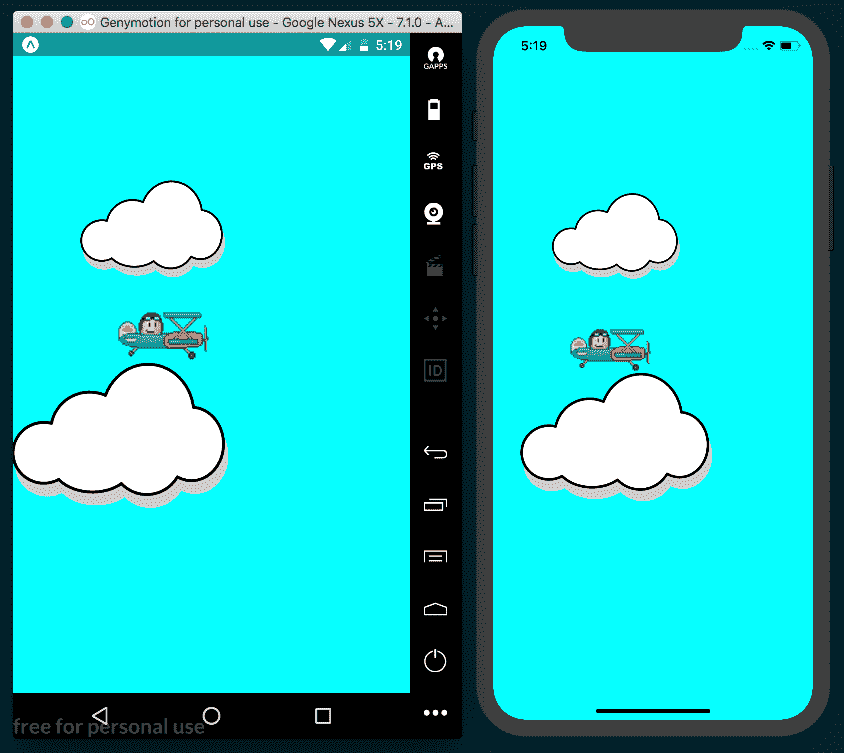 Genymotion for personal use - Google Nexus 5X - 7.1.0 - A...
5:19
GAPPS
GPS
ID
free for personal use
5:19